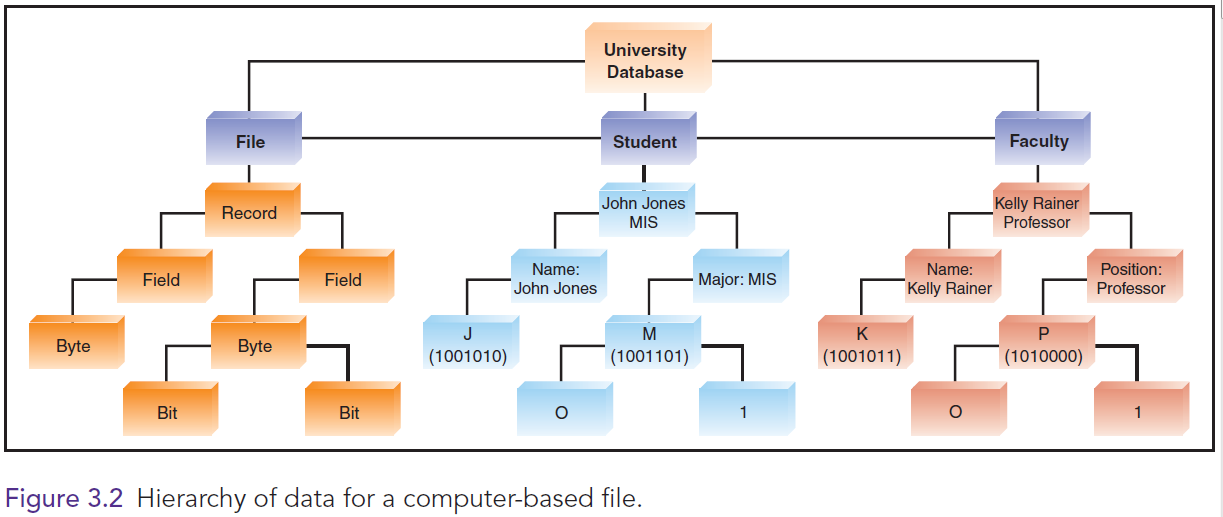 University
Database
File
Student
Faculty
Record
John Jones
MIS
Kelly Rainer
Professor
Field
Field
Name:
John Jones
Major: MIS
Name:
Kelly Rainer
Position:
Professor
Byte
Byte
J
(1001010)
M
(1001101)
K
(1001011)
P
(1010000)
Bit
Bit
O
1
O
1
Figure 3.2 Hierarchy of data for a computer-based file.